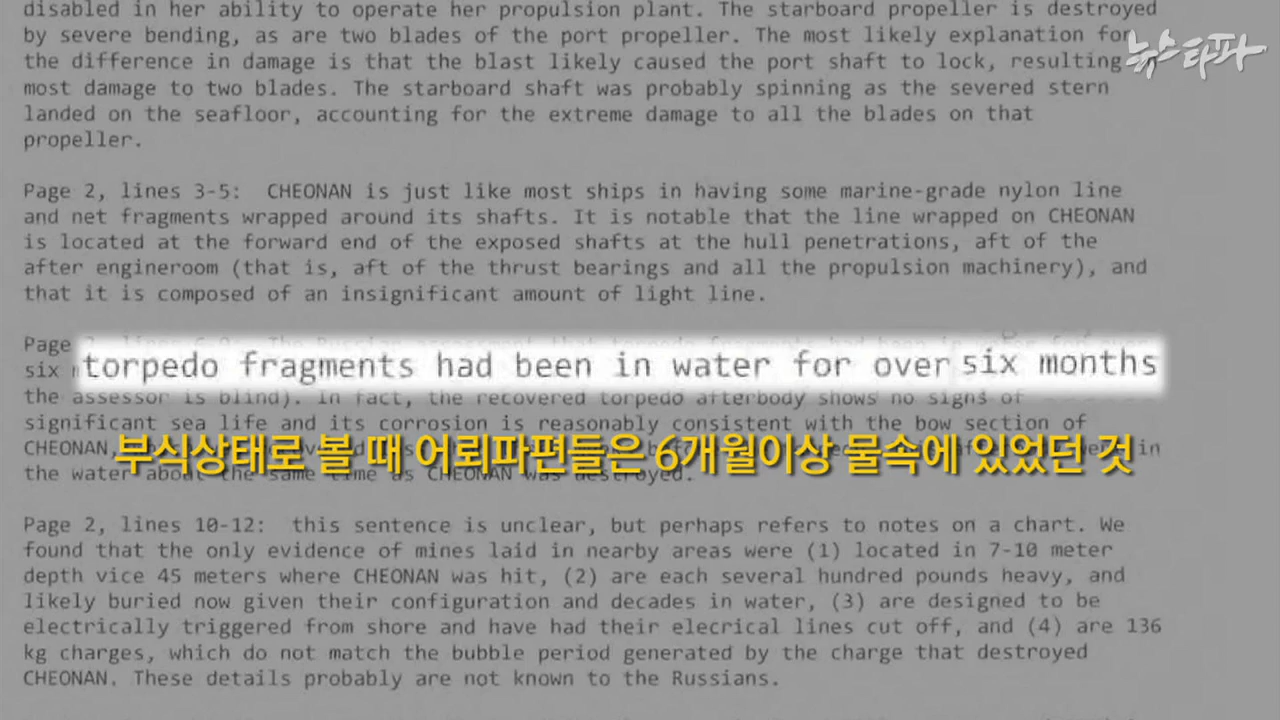 disabled in her ability to operate her propulsion plant. The starboard propeller is destroyed
뉴스타파
by severe bending, as are two blades of the port propeller. The most likely explanation for
the difference in damage is that the blast likely caused the port shaft to lock, resulting
most damage to two blades. The starboard shaft was probably spinning as the severed stern
landed on the seafloor, accounting for the extreme damage to all the blades on that
propeller.
Page 2, lines 3-5: CHEONAN is just like most ships in having some marine-grade nylon line
and net fragments wrapped around its shafts. It is notable that the line wrapped on CHEONAN
is located at the forward end of the exposed shafts at the hull penetrations, aft of the
after engineroom (that is, aft of the thrust bearings and all the propulsion machinery), and
that it is composed of an insignificant amount of light line.
Page
torpedo fragments had been in water for over six months
six
the assessor is blind). In fact, the recovered torpedo afterbody shows no signs of
significant sea life and its corrosion is reasonably consistent with the bow section of
CHEONAN,
부식상태로 볼 때 어뢰파편들은 6개월이상 물속에 있었던 것
in
the water about the same time as CHEONAN was destroyed.
Page 2, lines 10-12: this sentence is unclear, but perhaps refers to notes on a chart. We
found that the only evidence of mines laid in nearby areas were (1) located in 7-10 meter
depth vice 45 meters where CHEONAN was hit, (2) are each several hundred pounds heavy, and
likely buried now given their configuration and decades in water, (3) are designed to be
electrically triggered from shore and have had their elecrical lines cut off, and (4) are 136
kg charges, which do not match the bubble period generated by the charge that destroyed
CHEONAN. These details probably are not known to the Russians.